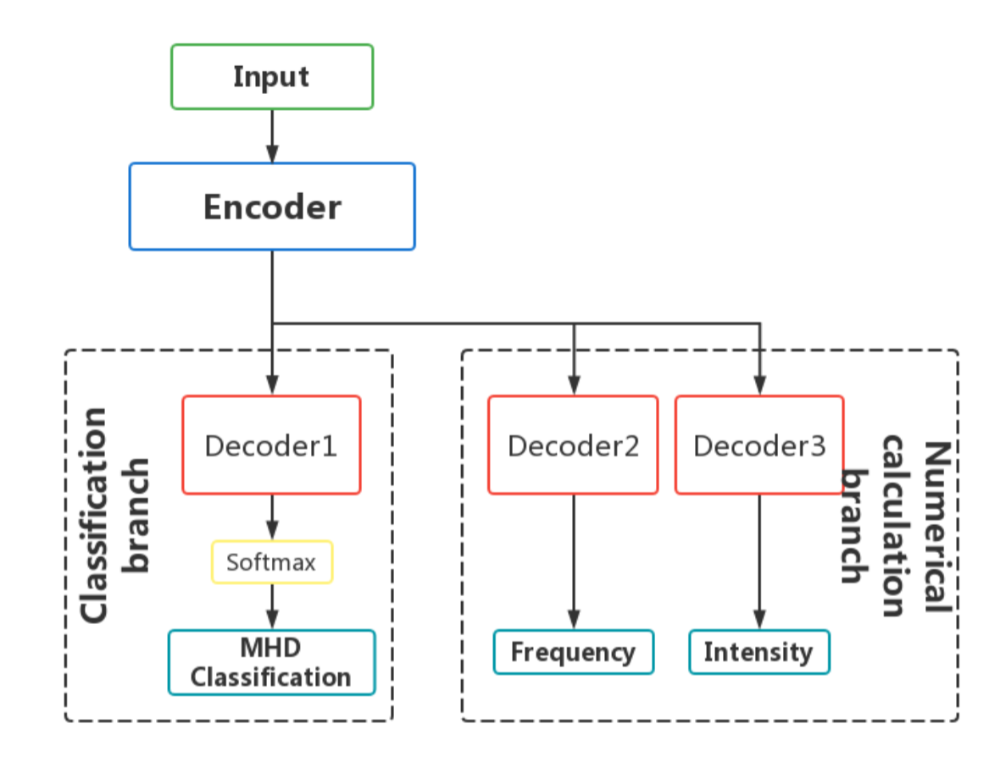 Input
Encoder
Classification
branch
Decoder1
Softmax
MHD
Classification
Decoder2
Decoder3
Frequency
Intensity
Numerical
calculation
branch